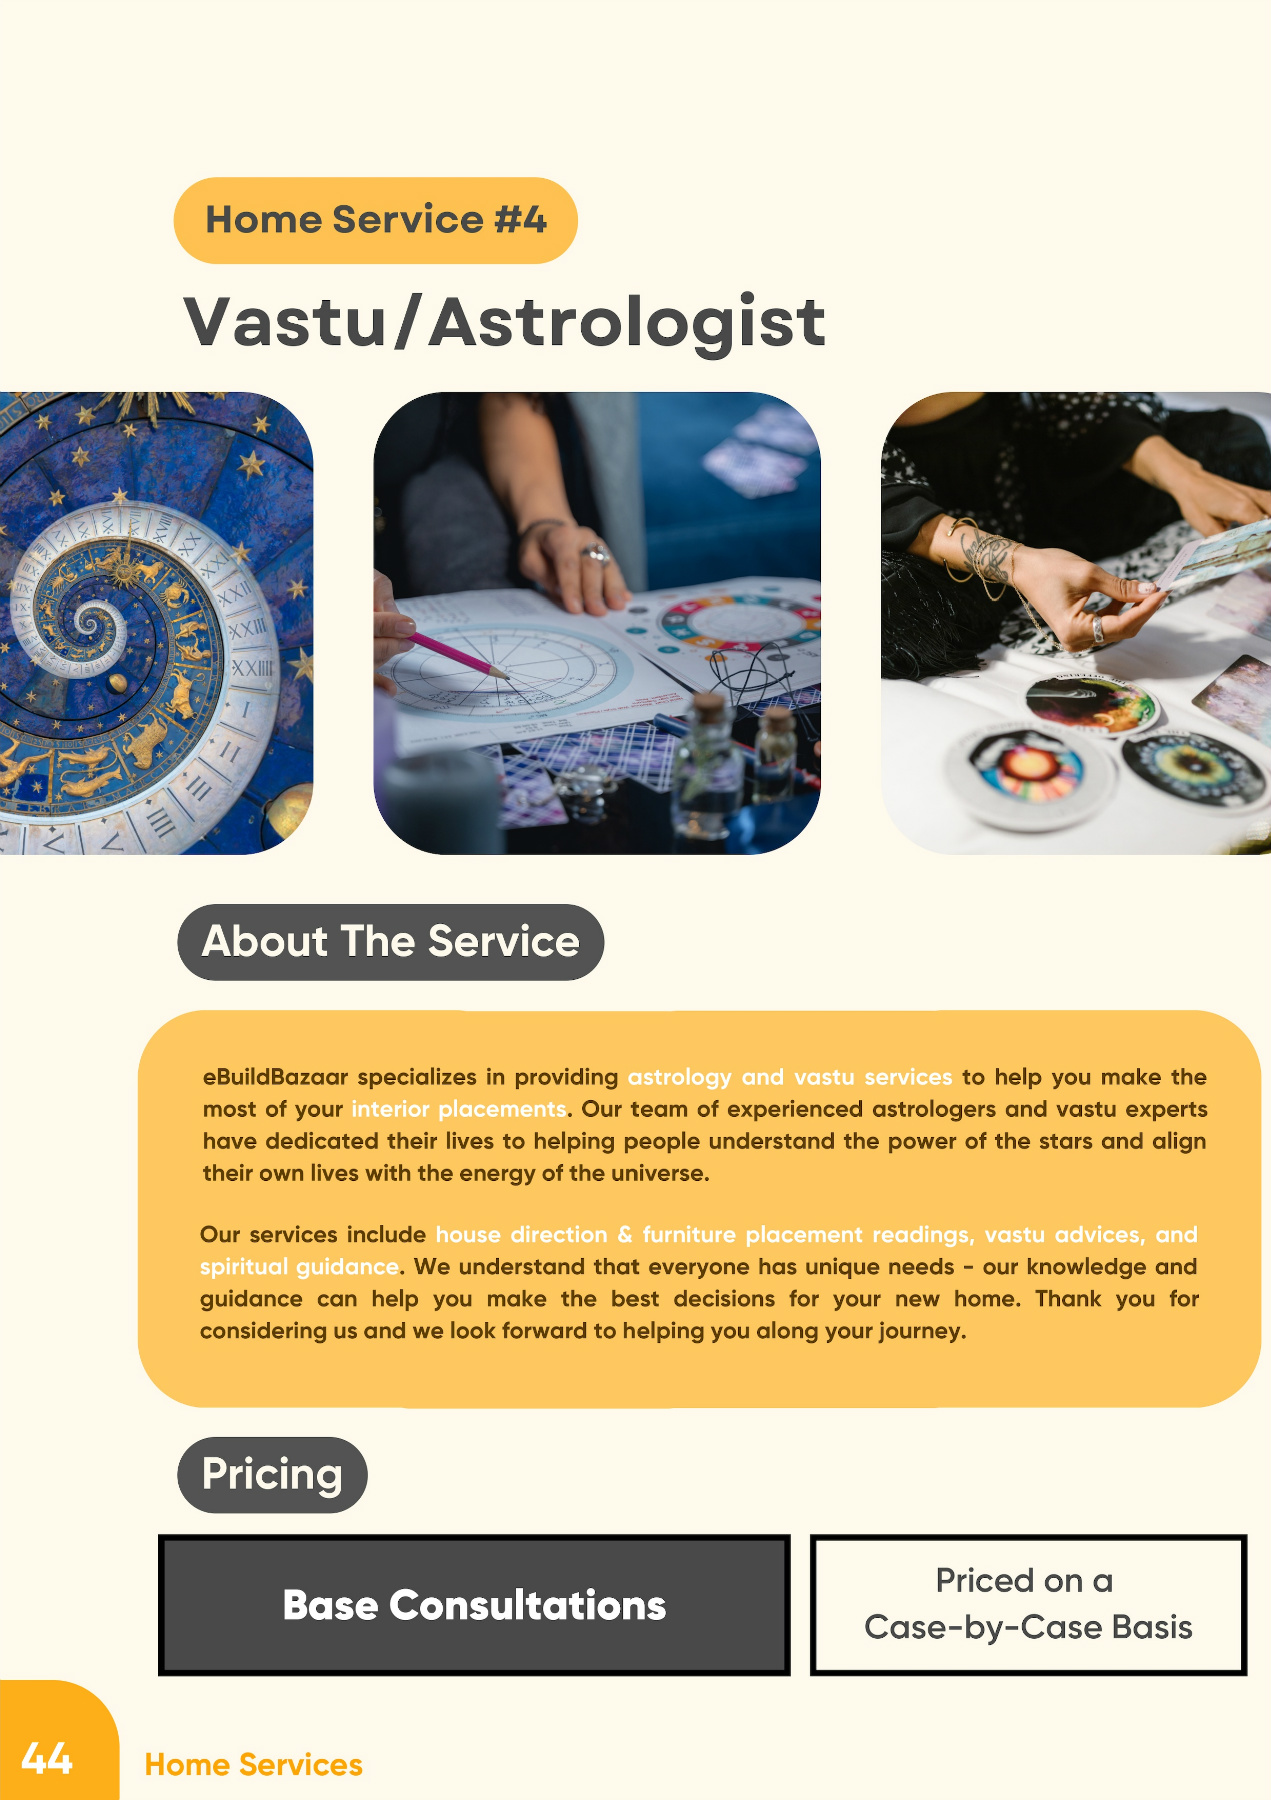 Home Service #4
Vastu/Astrologist
XXII
XXIII
XXIIII
I
II
III
IIII
V
About The Service
eBuildBazaar specializes in providing astrology and vastu services to help you make the
most of your interior placements. Our team of experienced astrologers and vastu experts
have dedicated their lives to helping people understand the power of the stars and align
their own lives with the energy of the universe.
Our services include house direction & furniture placement readings, vastu advices, and
spiritual guidance. We understand that everyone has unique needs - our knowledge and
guidance can help you make the best decisions for your new home. Thank you for
considering us and we look forward to helping you along your journey.
Pricing
Base Consultations
Priced on a
Case-by-Case Basis
44
Home Services